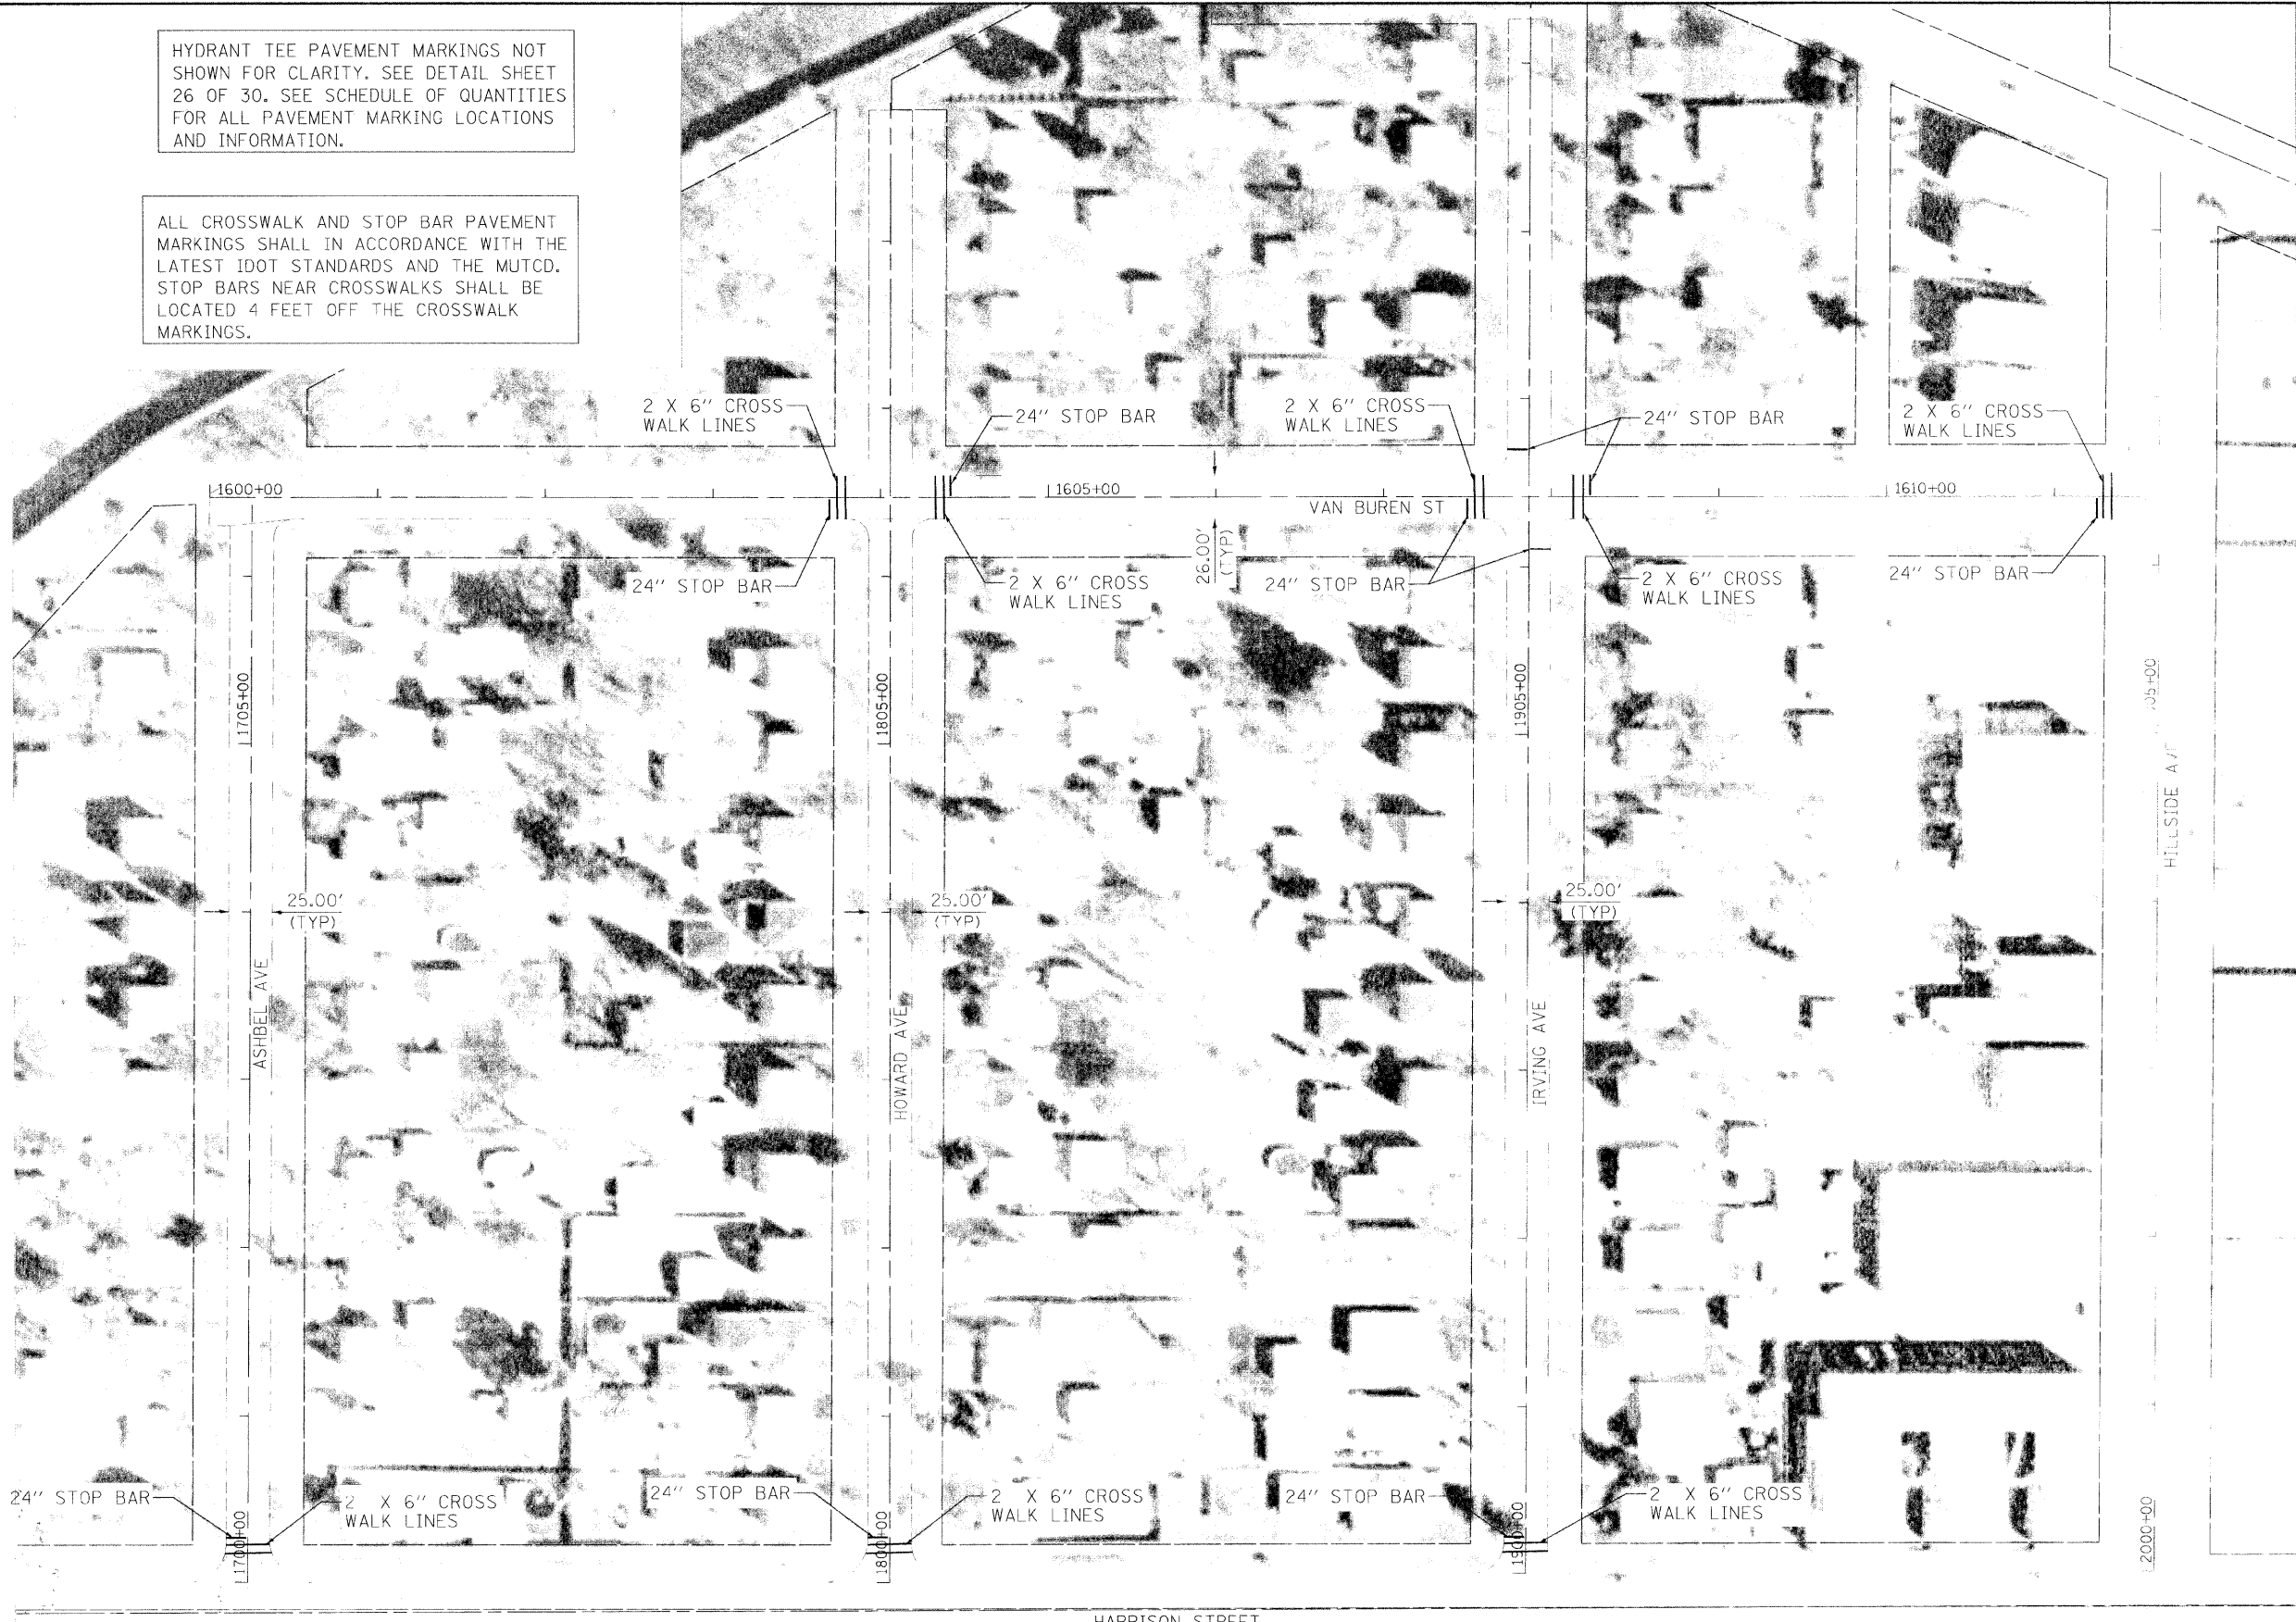 HYDRANT TEE PAVEMENT MARKINGS NOT
SHOWN FOR CLARITY. SEE DETAIL SHEET
26 OF 30. SEE SCHEDULE OF QUANTITIES
FOR ALL PAVEMENT MARKING LOCATIONS
AND INFORMATION.
ALL CROSSWALK AND STOP BAR PAVEMENT
MARKINGS SHALL IN ACCORDANCE WITH THE
LATEST IDOT STANDARDS AND THE MUTCD.
STOP BARS NEAR CROSSWALKS SHALL BE
LOCATED 4 FEET OFF THE CROSSWALK
MARKINGS.
2 X 6" CROSS
WALK LINES
24" STOP BAR
2 X 6" CROSS
WALK LINES
24" STOP BAR
2 X 6" CROSS
WALK LINES
1600+00
1605+00
VAN BUREN ST
1610+00
24" STOP BAR
2 X 6" CROSS
WALK LINES
26.00'
(TYP)
24" STOP BAR
2 X 6" CROSS
WALK LINES
24" STOP BAR
1705+00
1805+00
1905+00
05+00
HILLSIDE
25.00'
(TYP)
25.00'
(TYP)
25.00'
(TYP)
ASHBEL AVE
HOWARD AVE
IRVING AVE
24" STOP BAR
2 X 6" CROSS
WALK LINES
24" STOP BAR
2 X 6" CROSS
WALK LINES
24" STOP BAR
2 X 6" CROSS
WALK LINES
1700+00
1800+00
1900+00
2000+00
HARRISON STREET